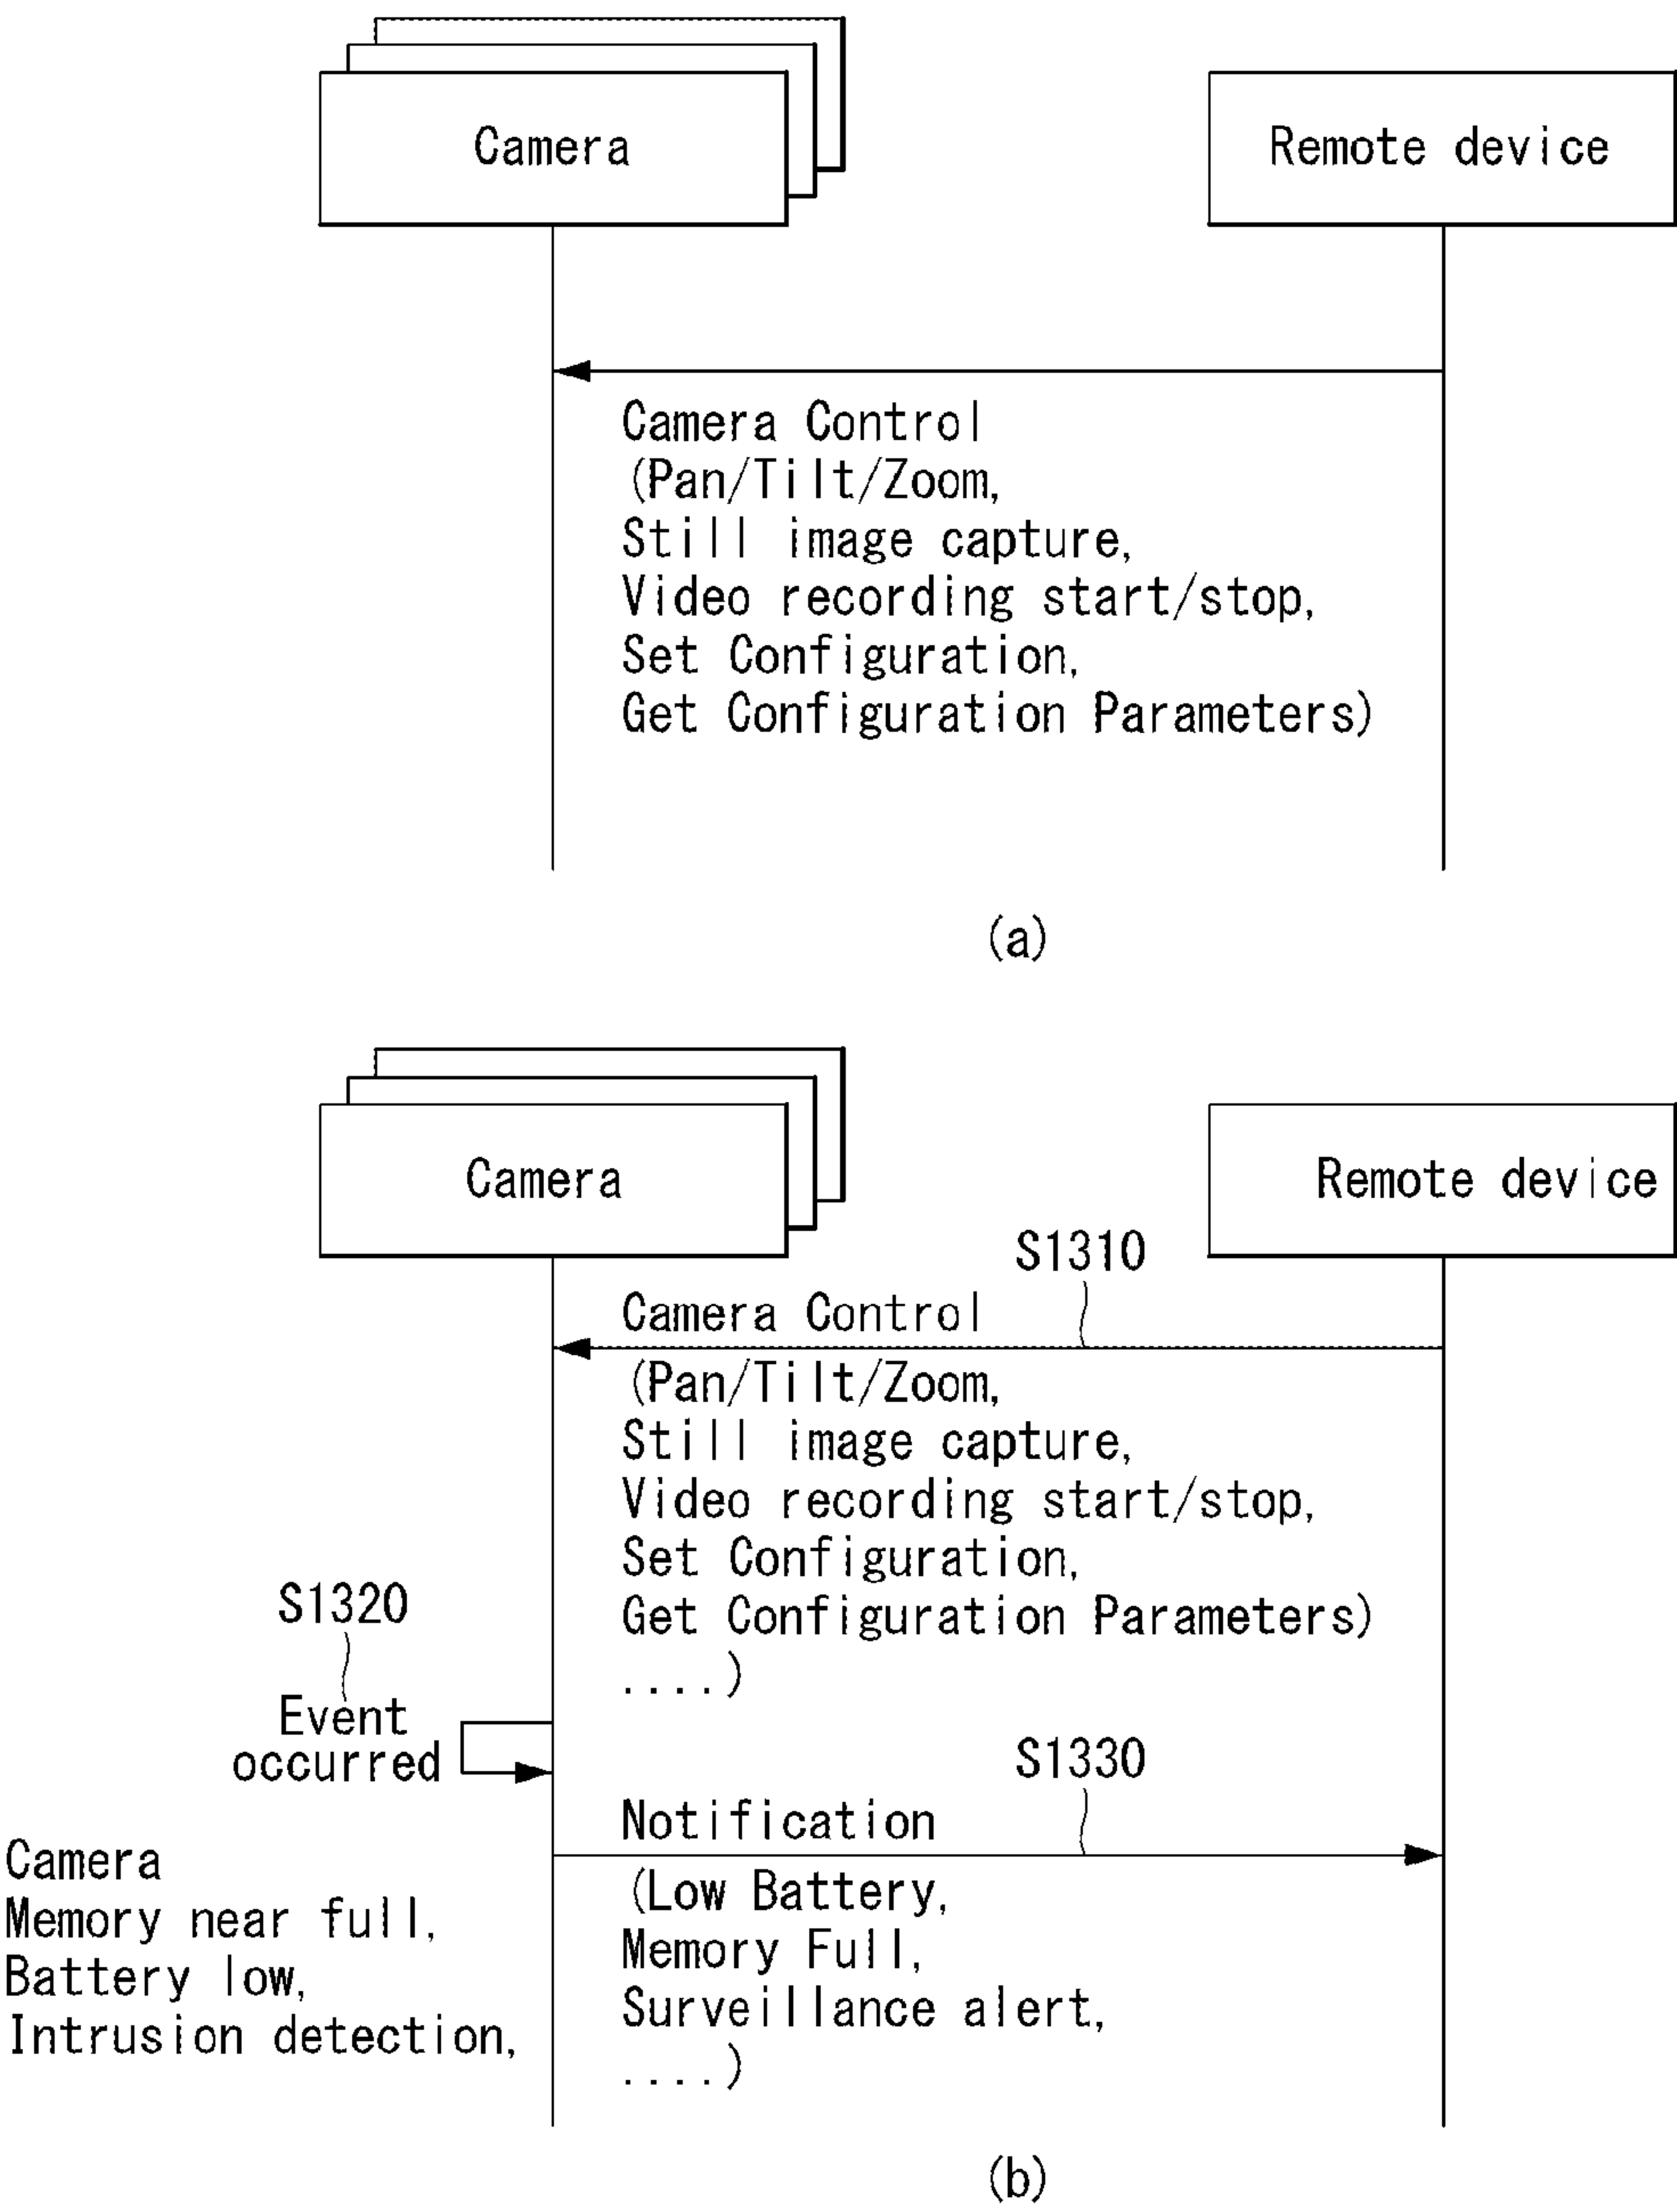 Camera
Remote device
Camera Control
(Pan/Tilt/Zoom,
Still image capture,
Video recording start/stop,
Set Configuration,
Get Configuration Parameters)
(a)
Camera
Remote device
S1310
Camera Control
(Pan/Tilt/Zoom,
Still image capture,
Video recording start/stop,
Set Configuration,
Get Configuration Parameters)
....)
S1320
Event
occurred
S1330
Notification
(Low Battery,
Memory Full,
Surveillance alert,
....)
Camera
Memory near full,
Battery low,
Intrusion detection,
(b)